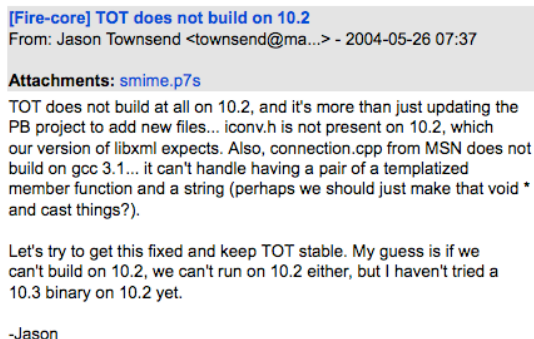 [Fire-core] TOT does not build on 10.2
From: Jason Townsend <townsend@ma...> - 2004-05-26 07:37
Attachments: smime.p7s
TOT does not build at all on 10.2, and it's more than just updating the
PB project to add new files... iconv.h is not present on 10.2, which
our version of libxml expects. Also, connection.cpp from MSN does not
build on gcc 3.1... it can't handle having a pair of a templatized
member function and a string (perhaps we should just make that void *
and cast things?).
Let's try to get this fixed and keep TOT stable. My guess is if we
can't build on 10.2, we can't run on 10.2 either, but I haven't tried a
10.3 binary on 10.2 yet.
-Jason